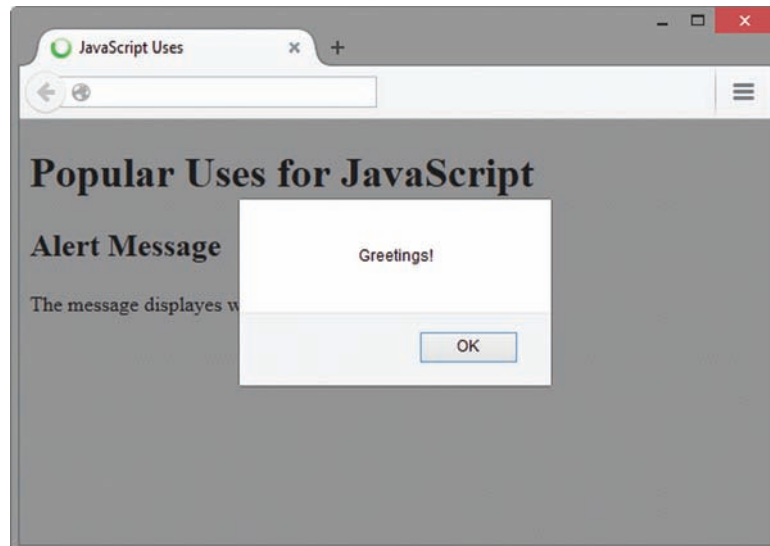 JavaScript Uses
Popular Uses for JavaScript
Alert Message
Greetings!
The message displayes w
OK